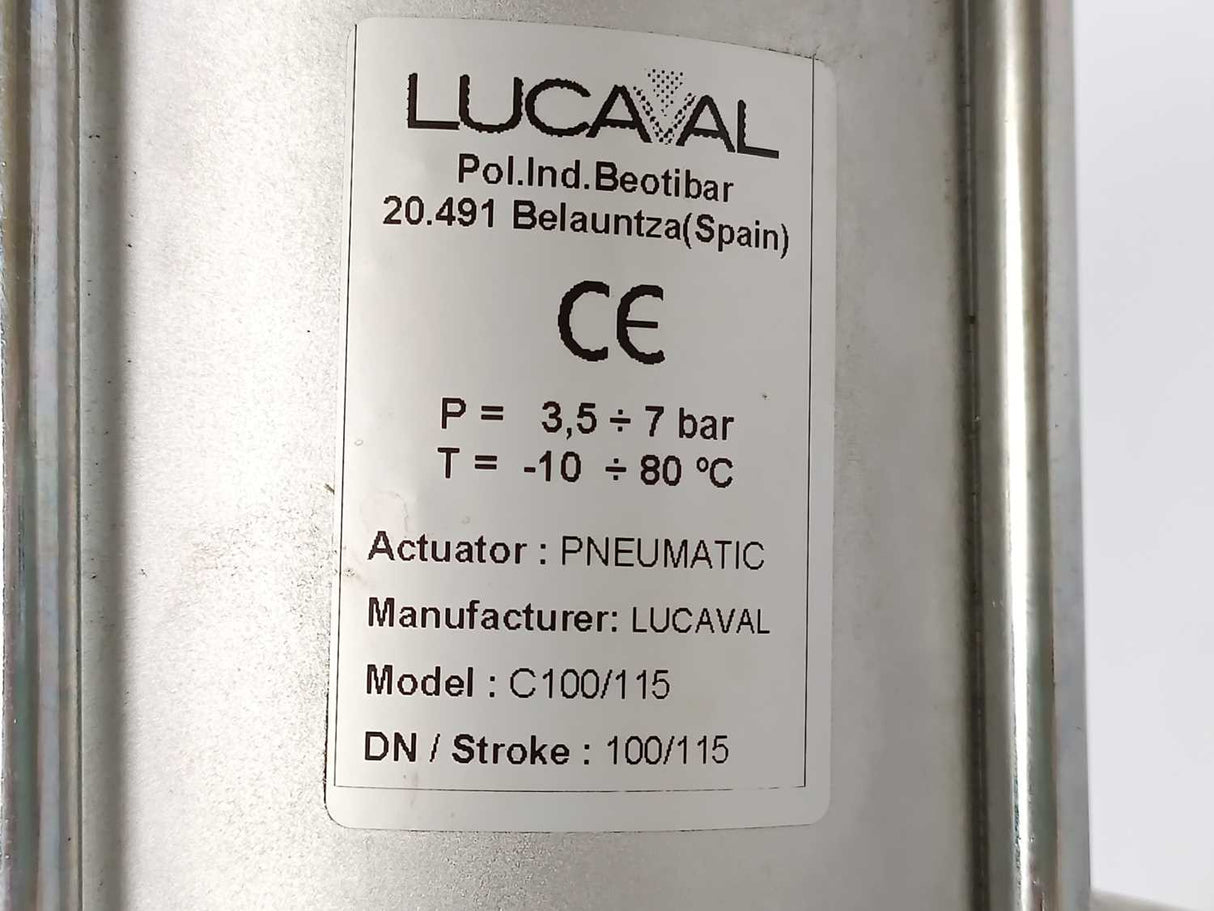 LUCAVAL
Pol.Ind.Beotibar
20.491 Belauntza(Spain)
CE
P = 3,5 ÷ 7 bar
T = -10 ÷ 80 ºC
Actuator : PNEUMATIC
Manufacturer: LUCAVAL
Model : C100/115
DN / Stroke : 100/115